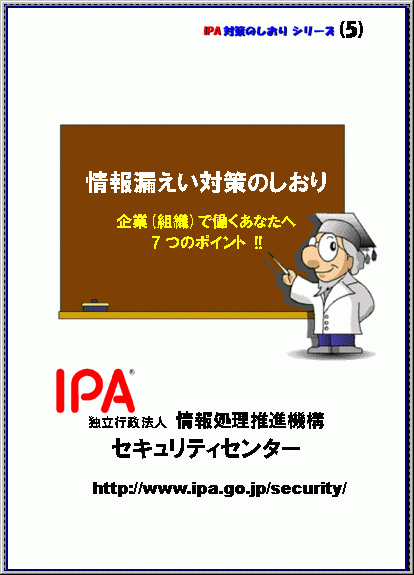 IPA 対策のしおり シリーズ (5)
情報漏えい対策のしおり
企業（組織）で働くあなたへ
7つのポイント !!
IPA®
独立行政法人 情報処理推進機構
セキュリティセンター
http://www.ipa.go.jp/security/